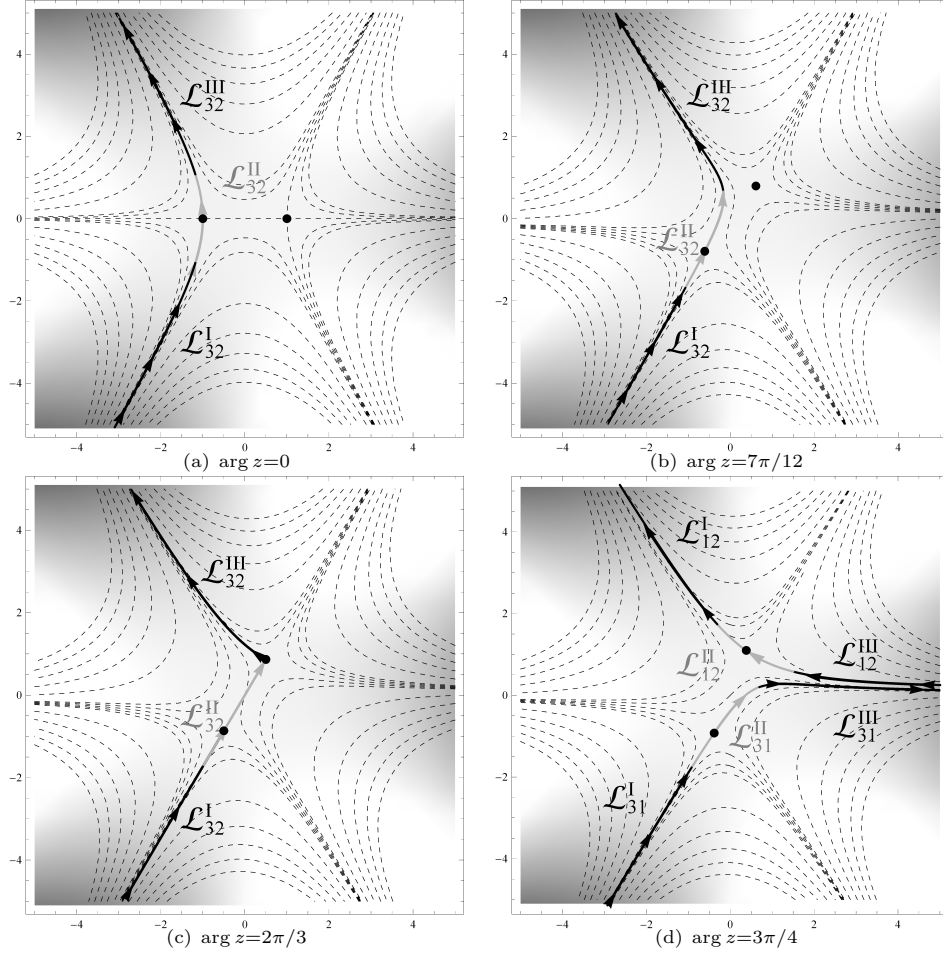 4
2
0
−2
−4
−4
−2
0
2
4
ℒ³²ᴵᴵᴵ
ℒ³²ᴵᴵ
ℒ³²ᴵ
(a) arg z=0
4
2
0
−2
−4
−4
−2
0
2
4
ℒ³²ᴵᴵᴵ
ℒ³²ᴵᴵ
ℒ³²ᴵ
(b) arg z=7π/12
4
2
0
−2
−4
−4
−2
0
2
4
ℒ³²ᴵᴵᴵ
ℒ³²ᴵᴵ
ℒ³²ᴵ
(c) arg z=2π/3
4
2
0
−2
−4
−4
−2
0
2
4
ℒ¹²ᴵ
ℒ¹²ᴵᴵᴵ
ℒ¹²ᴵᴵ
ℒ³¹ᴵᴵᴵ
ℒ³¹ᴵᴵ
ℒ³¹ᴵ
(d) arg z=3π/4